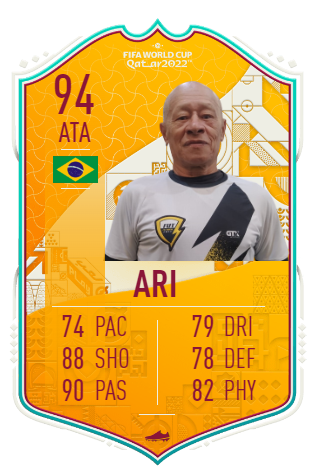 FIFA WORLD CUP
Qatar2022
94
ATA
GTX
ARI
74 PAC 79 DRI
88 SHO 78 DEF
90 PAS 82 PHY